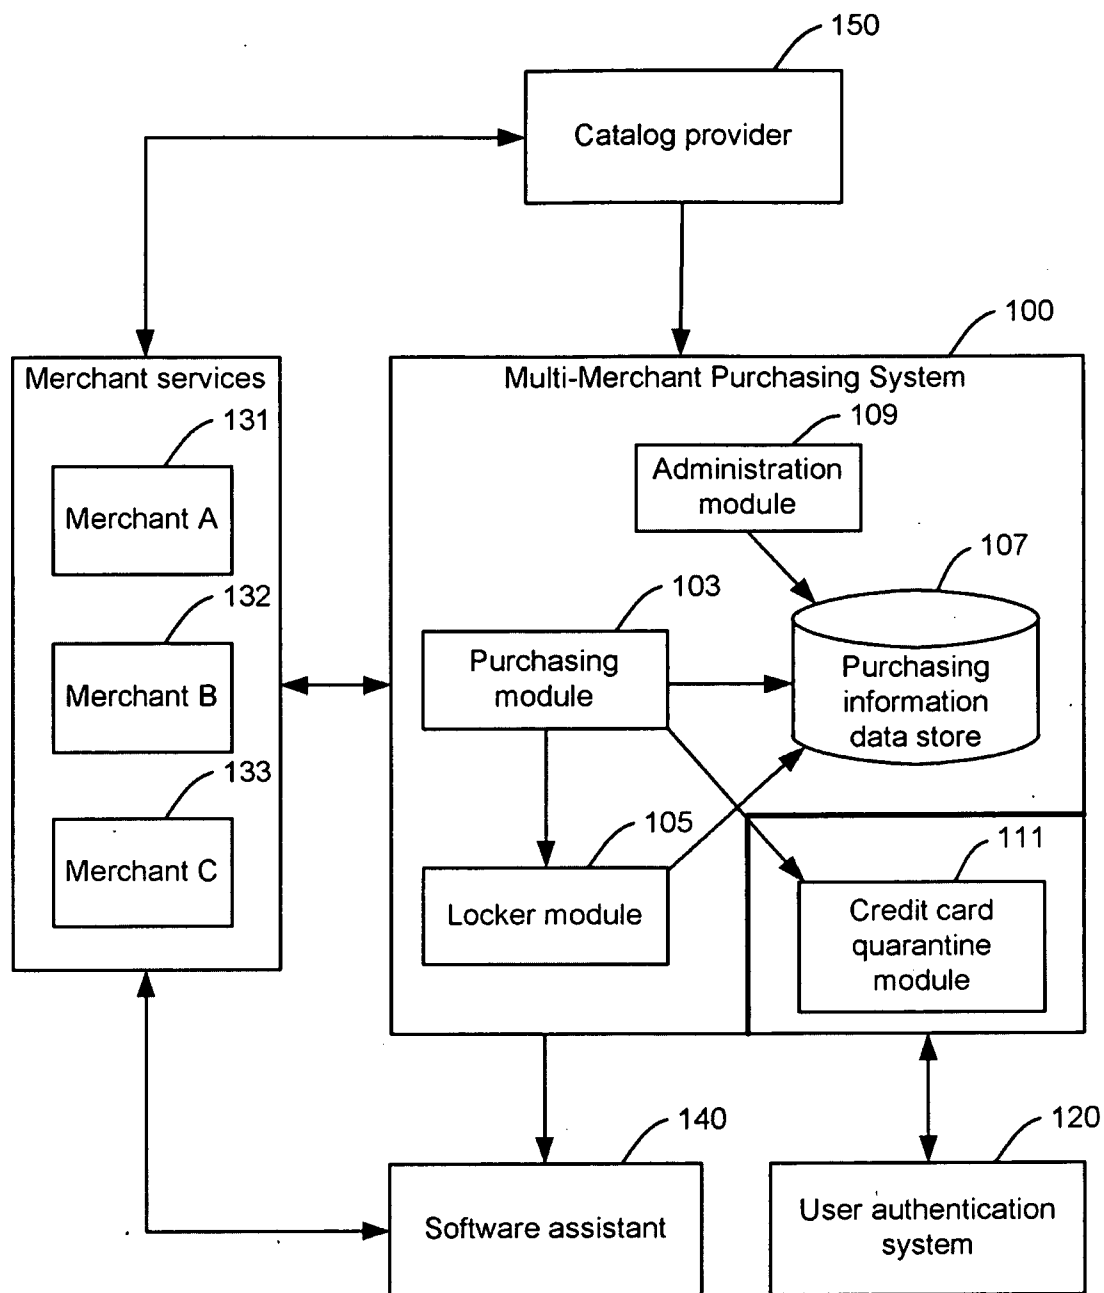 150
Catalog provider
100
Merchant services
Multi-Merchant Purchasing System
131
Merchant A
109
Administration
module
132
Merchant B
103
Purchasing
module
107
Purchasing
information
data store
133
Merchant C
105
Locker module
111
Credit card
quarantine
module
140
Software assistant
120
User authentication
system